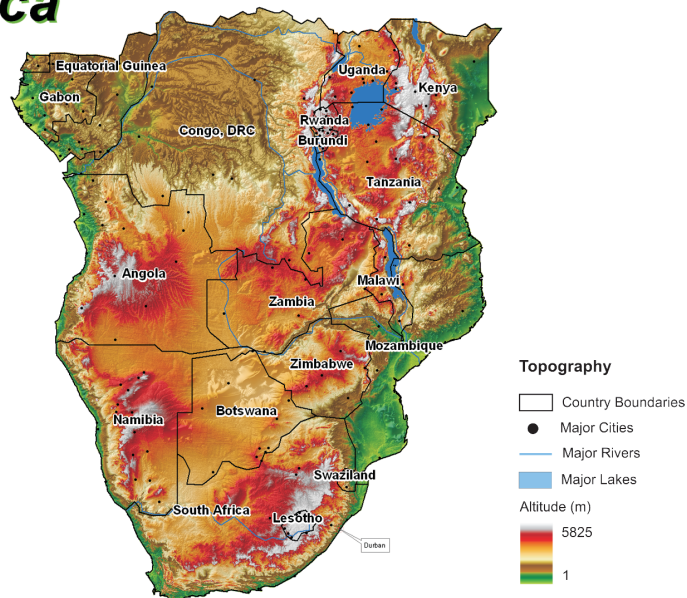 ca
Equatorial Guinea
Gabon
Congo, DRC
Uganda
Kenya
Rwanda
Burundi
Tanzania
Angola
Zambia
Malawi
Mozambique
Zimbabwe
Namibia
Botswana
Swaziland
South Africa
Lesotho
Durban
Topography
Country Boundaries
Major Cities
Major Rivers
Major Lakes
Altitude (m)
5825
1